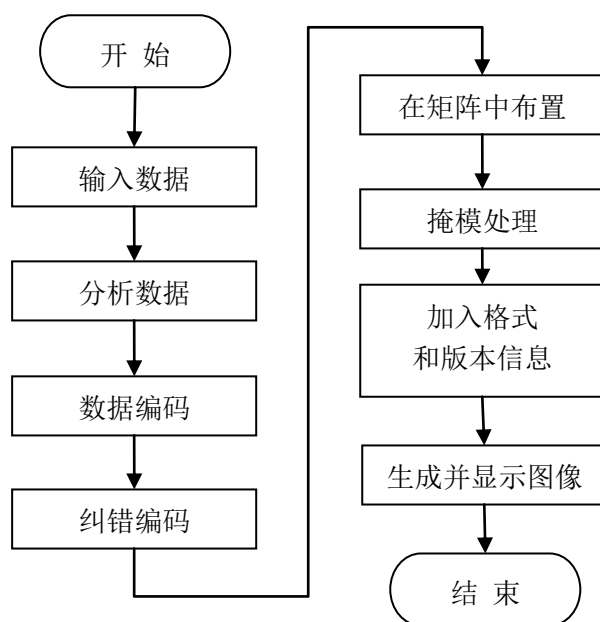 开 始
输入数据
分析数据
数据编码
纠错编码
在矩阵中布置
掩模处理
加入格式
和版本信息
生成并显示图像
结 束